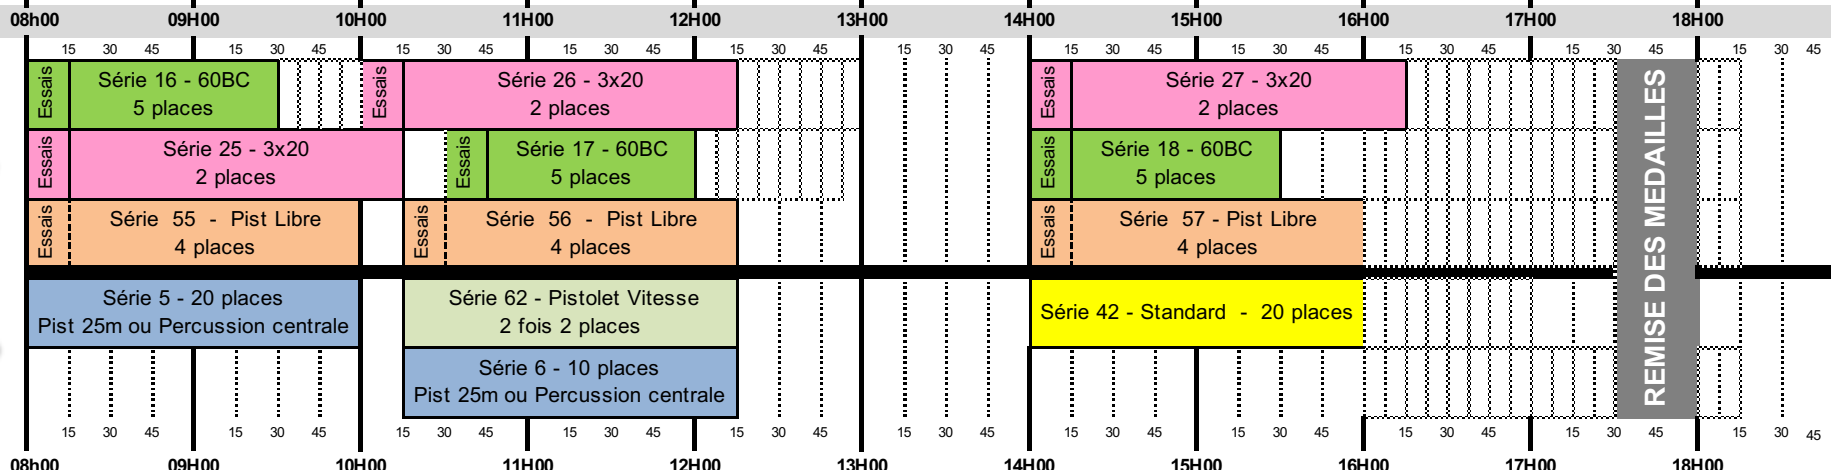 08h00 09H00 10H00 11H00 12H00 13H00 14H00 15H00 16H00 17H00 18H00
15 30 45 15 30 45 15 30 45 15 30 45 15 30 45 15 30 45 15 30 45 15 30 45 15 30 45 15 30 45 15 30 45
Essais Série 16 - 60BC
5 places
Essais Série 26 - 3x20
2 places
Essais Série 27 - 3x20
2 places
Essais Série 25 - 3x20
2 places
Essais Série 17 - 60BC
5 places
Essais Série 18 - 60BC
5 places
Essais Série 55 - Pist Libre
4 places
Essais Série 56 - Pist Libre
4 places
Essais Série 57 - Pist Libre
4 places
REMISE DES MEDAILLES
Série 5 - 20 places
Pist 25m ou Percussion centrale
Série 62 - Pistolet Vitesse
2 fois 2 places
Série 42 - Standard - 20 places
Série 6 - 10 places
Pist 25m ou Percussion centrale
15 30 45 15 30 45 15 30 45 15 30 45 15 30 45 15 30 45 15 30 45 15 30 45 15 30 45 15 30 45 15 30 45
08h00 09H00 10H00 11H00 12H00 13H00 14H00 15H00 16H00 17H00 18H00